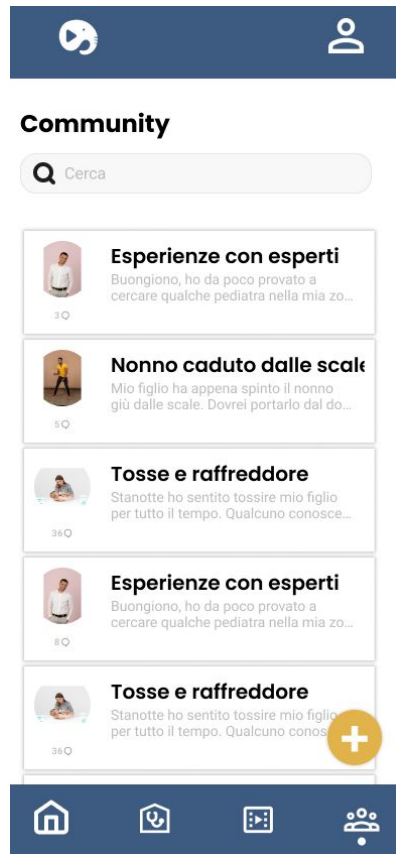 Community
Cerca
Esperienze con esperti
Buongiono, ho da poco provato a
cercare qualche pediatra nella mia zo...
3
Nonno caduto dalle scale
Mio figlio ha appena spinto il nonno
giù dalle scale. Dovrei portarlo dal do...
5
Tosse e raffreddore
Stanotte ho sentito tossire mio figlio
per tutto il tempo. Qualcuno conosce...
36
Esperienze con esperti
Buongiono, ho da poco provato a
cercare qualche pediatra nella mia zo...
8
Tosse e raffreddore
Stanotte ho sentito tossire mio figlio
per tutto il tempo. Qualcuno conos
36